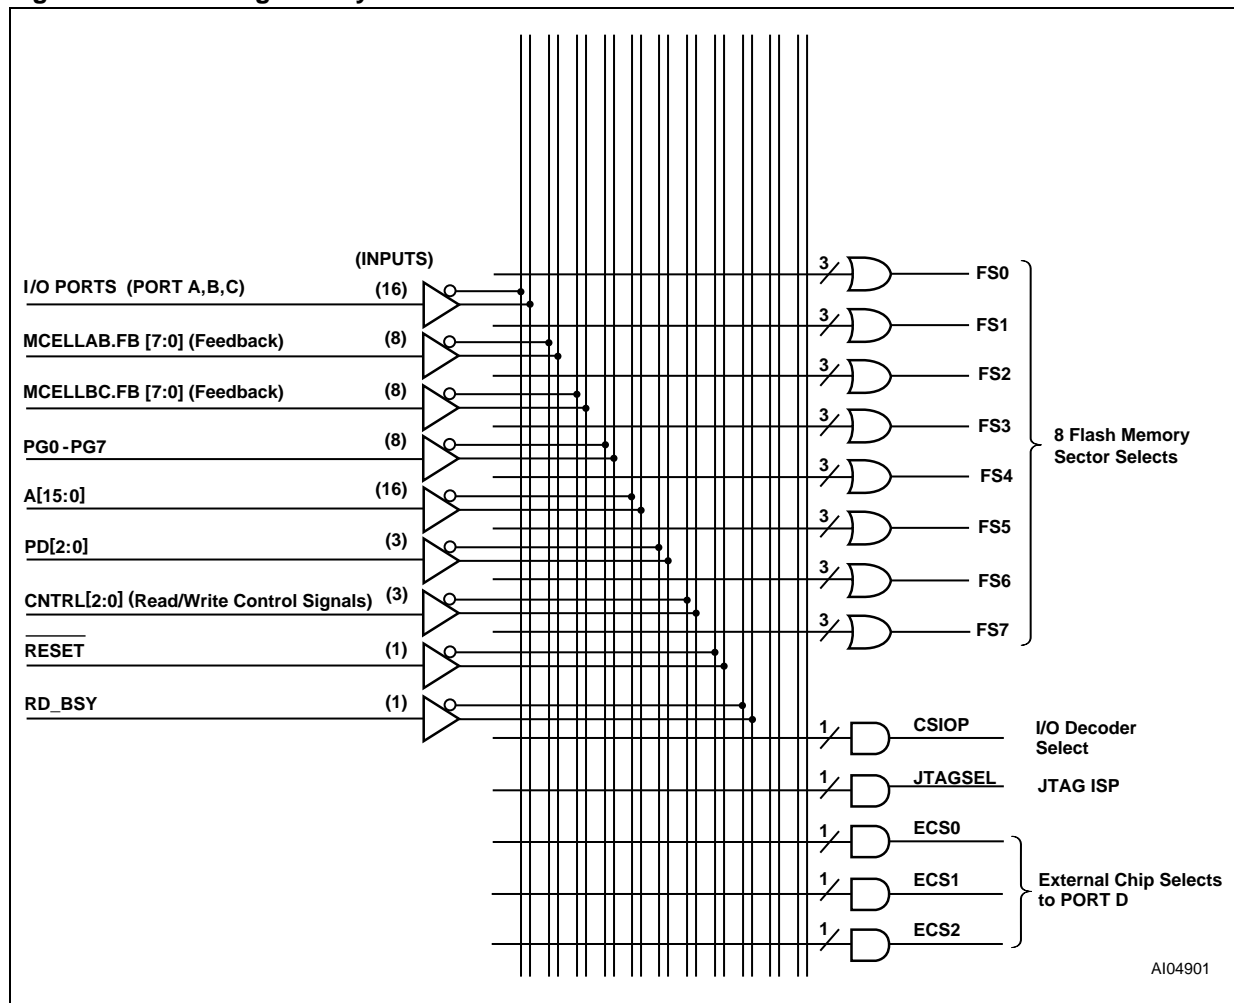 (INPUTS)
I/O PORTS (PORT A,B,C) (16)
MCELLAB.FB [7:0] (Feedback) (8)
MCELLBC.FB [7:0] (Feedback) (8)
PG0 - PG7 (8)
A[15:0] (16)
PD[2:0] (3)
CNTRL[2:0] (Read/Write Control Signals) (3)
RESET (1)
RD_BSY (1)
3 FS0
3 FS1
3 FS2
3 FS3
3 FS4
3 FS5
3 FS6
3 FS7
8 Flash Memory
Sector Selects
1 CSIOP
I/O Decoder
Select
1 JTAGSEL
JTAG ISP
1 ECS0
1 ECS1
1 ECS2
External Chip Selects
to PORT D
AI04901